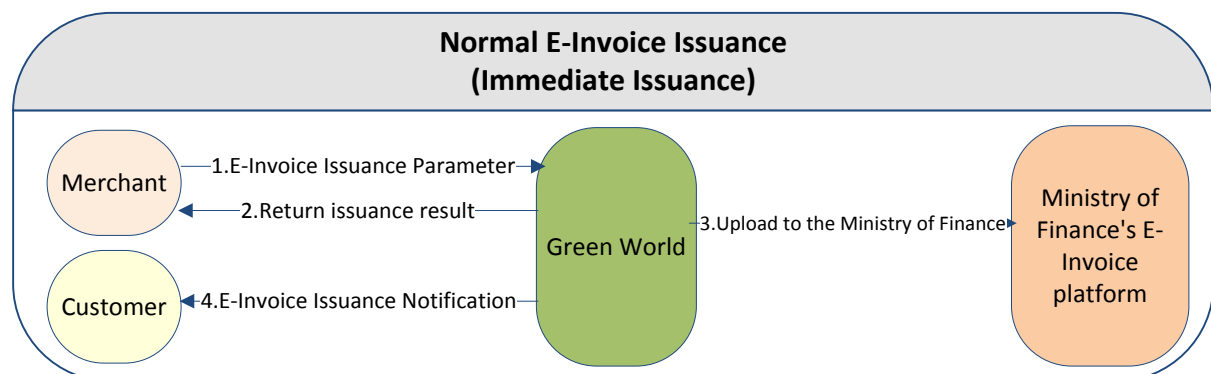 Normal E-Invoice Issuance
(Immediate Issuance)
Merchant
1.E-Invoice Issuance Parameter
2.Return issuance result
Green World
3.Upload to the Ministry of Finance
Ministry of
Finance's E-
Invoice
platform
Customer
4.E-Invoice Issuance Notification